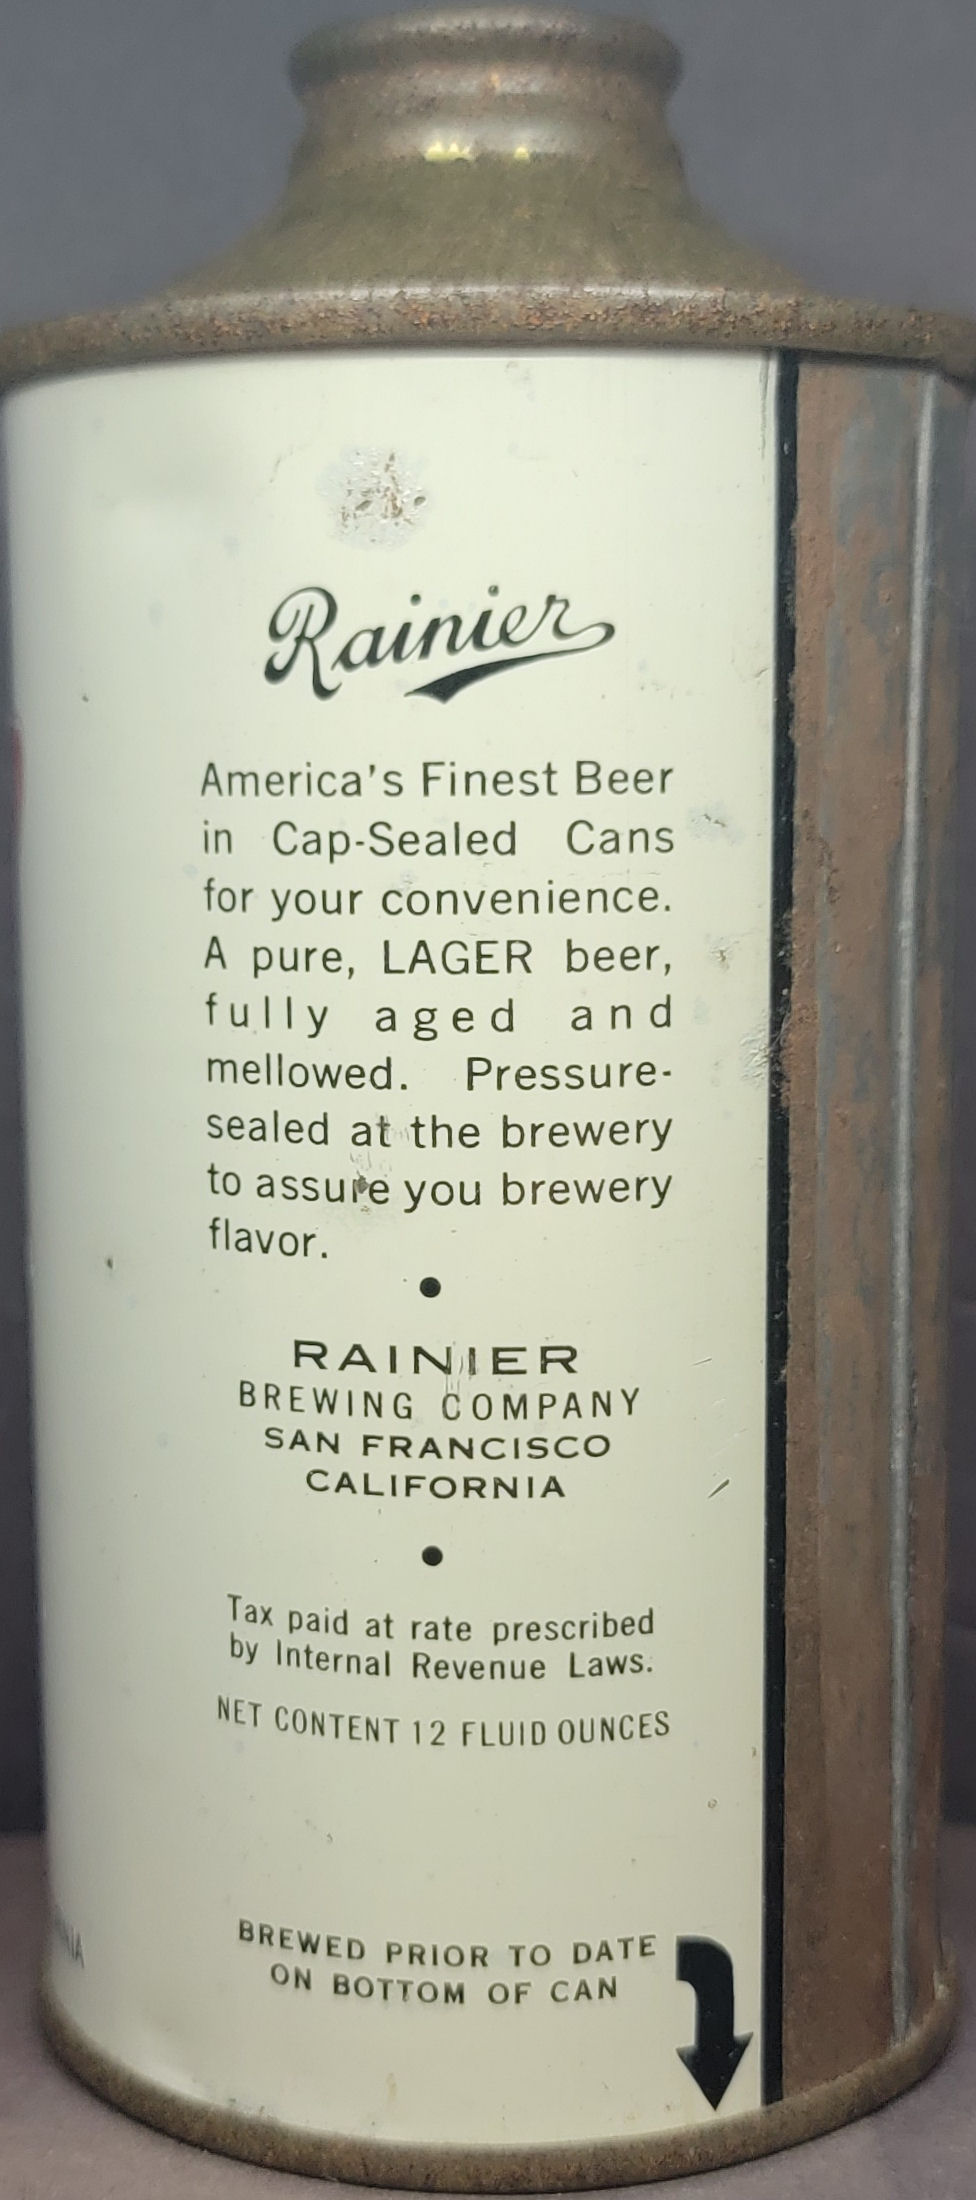 Rainier
America's Finest Beer
in Cap-Sealed Cans
for your convenience.
A pure, LAGER beer,
fully aged and
mellowed. Pressure-
sealed at the brewery
to assure you brewery
flavor.
RAINIER
BREWING COMPANY
SAN FRANCISCO
CALIFORNIA
Tax paid at rate prescribed
by Internal Revenue Laws.
NET CONTENT 12 FLUID OUNCES
BREWED PRIOR TO DATE
ON BOTTOM OF CAN